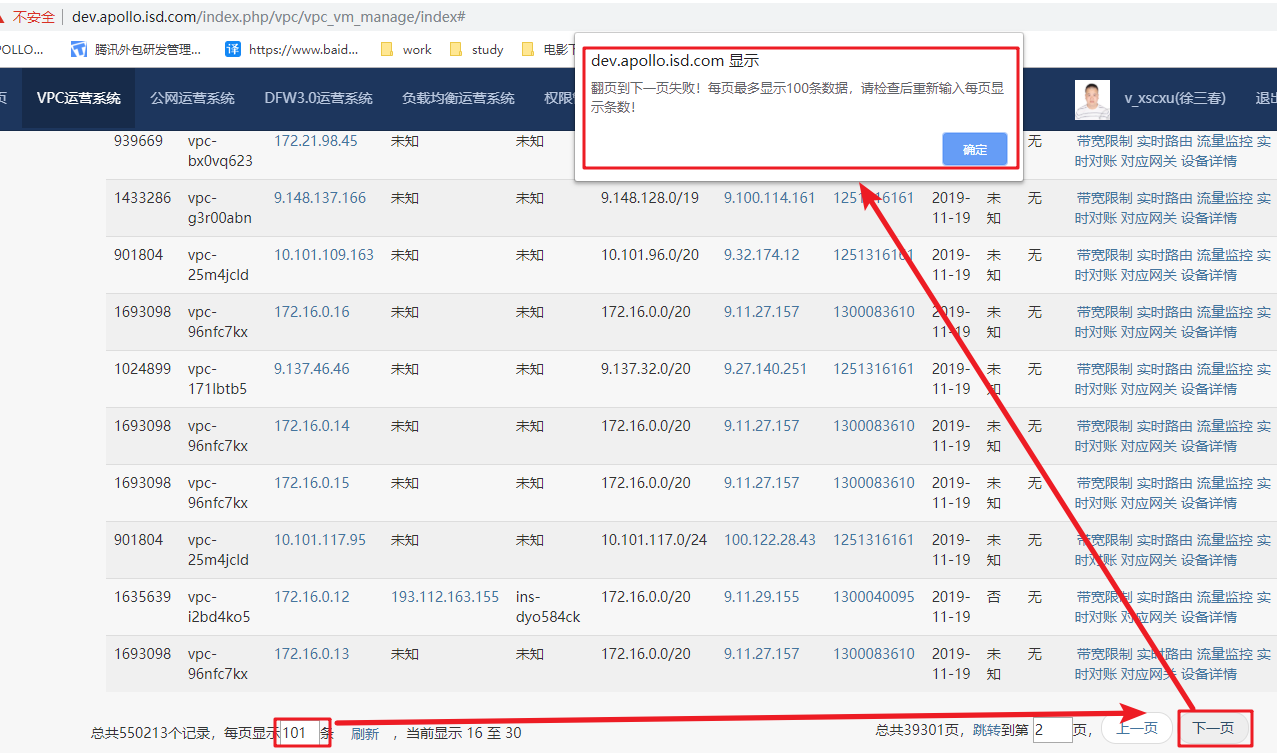 不安全 dev.apollo.isd.com/index.php/vpc/vpc_vm_manage/index#
POLLO... 腾讯外包研发管理... 译 https://www.baid... work study 电影下
dev.apollo.isd.com 显示
翻页到下一页失败！每页最多显示100条数据，请检查后重新输入每页显
示条数！
确定
页 VPC运营系统 公网运营系统 DFW3.0运营系统 负载均衡运营系统 v_xscxu(徐三春) 退出
939669 vpc- 172.21.98.45 未知 未知 无 带宽限制 实时路由 流量监控 实
bx0vq623 时对账 对应网关 设备详情
1433286 vpc- 9.148.137.166 未知 未知 9.148.128.0/19 9.100.114.161 1251316161 2019- 未 无 带宽限制 实时路由 流量监控 实
g3r00abn 11-19 知 时对账 对应网关 设备详情
901804 vpc- 10.101.109.163 未知 未知 10.101.96.0/20 9.32.174.12 1251316161 2019- 未 无 带宽限制 实时路由 流量监控 实
25m4jcld 11-19 知 时对账 对应网关 设备详情
1693098 vpc- 172.16.0.16 未知 未知 172.16.0.0/20 9.11.27.157 1300083610 2019- 未 无 带宽限制 实时路由 流量监控 实
96nfc7kx 11-19 知 时对账 对应网关 设备详情
1024899 vpc- 9.137.46.46 未知 未知 9.137.32.0/20 9.27.140.251 1251316161 2019- 未 无 带宽限制 实时路由 流量监控 实
171lbtb5 11-19 知 时对账 对应网关 设备详情
1693098 vpc- 172.16.0.14 未知 未知 172.16.0.0/20 9.11.27.157 1300083610 2019- 未 无 带宽限制 实时路由 流量监控 实
96nfc7kx 11-19 知 时对账 对应网关 设备详情
1693098 vpc- 172.16.0.15 未知 未知 172.16.0.0/20 9.11.27.157 1300083610 2019- 未 无 带宽限制 实时路由 流量监控 实
96nfc7kx 11-19 知 时对账 对应网关 设备详情
901804 vpc- 10.101.117.95 未知 未知 10.101.117.0/24 100.122.28.43 1251316161 2019- 未 无 带宽限制 实时路由 流量监控 实
25m4jcld 11-19 知 时对账 对应网关 设备详情
1635639 vpc- 172.16.0.12 193.112.163.155 ins- 172.16.0.0/20 9.11.29.155 1300040095 2019- 否 无 带宽限制 实时路由 流量监控 实
i2bd4ko5 dyo584ck 11-19 时对账 对应网关 设备详情
1693098 vpc- 172.16.0.13 未知 未知 172.16.0.0/20 9.11.27.157 1300083610 2019- 未 无 带宽限制 实时路由 流量监控 实
96nfc7kx 11-19 知 时对账 对应网关 设备详情
总共550213个记录，每页显示 101 条 刷新 ，当前显示 16 至 30 总共39301页，跳转到第 2 页， 上一页 下一页